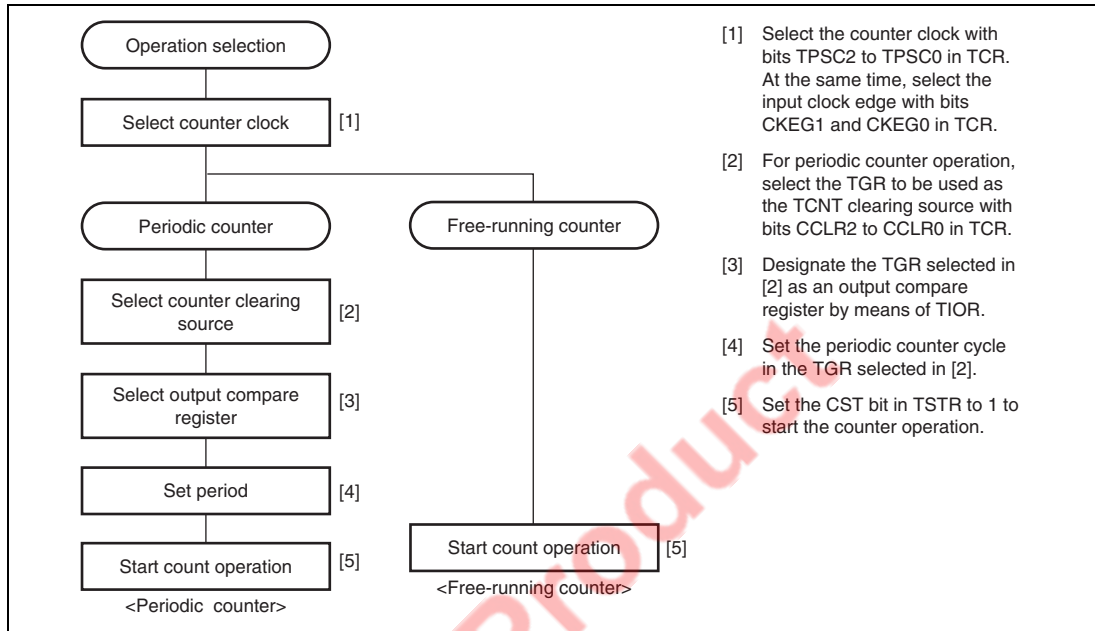 Operation selection
Select counter clock
[1]
Periodic counter
Free-running counter
Select counter clearing
source
[2]
Select output compare
register
[3]
Set period
[4]
Start count operation
[5]
<Periodic counter>
Start count operation
[5]
<Free-running counter>
[1] Select the counter clock with
bits TPSC2 to TPSC0 in TCR.
At the same time, select the
input clock edge with bits
CKEG1 and CKEG0 in TCR.
[2] For periodic counter operation,
select the TGR to be used as
the TCNT clearing source with
bits CCLR2 to CCLR0 in TCR.
[3] Designate the TGR selected in
[2] as an output compare
register by means of TIOR.
[4] Set the periodic counter cycle
in the TGR selected in [2].
[5] Set the CST bit in TSTR to 1 to
start the counter operation.
Product